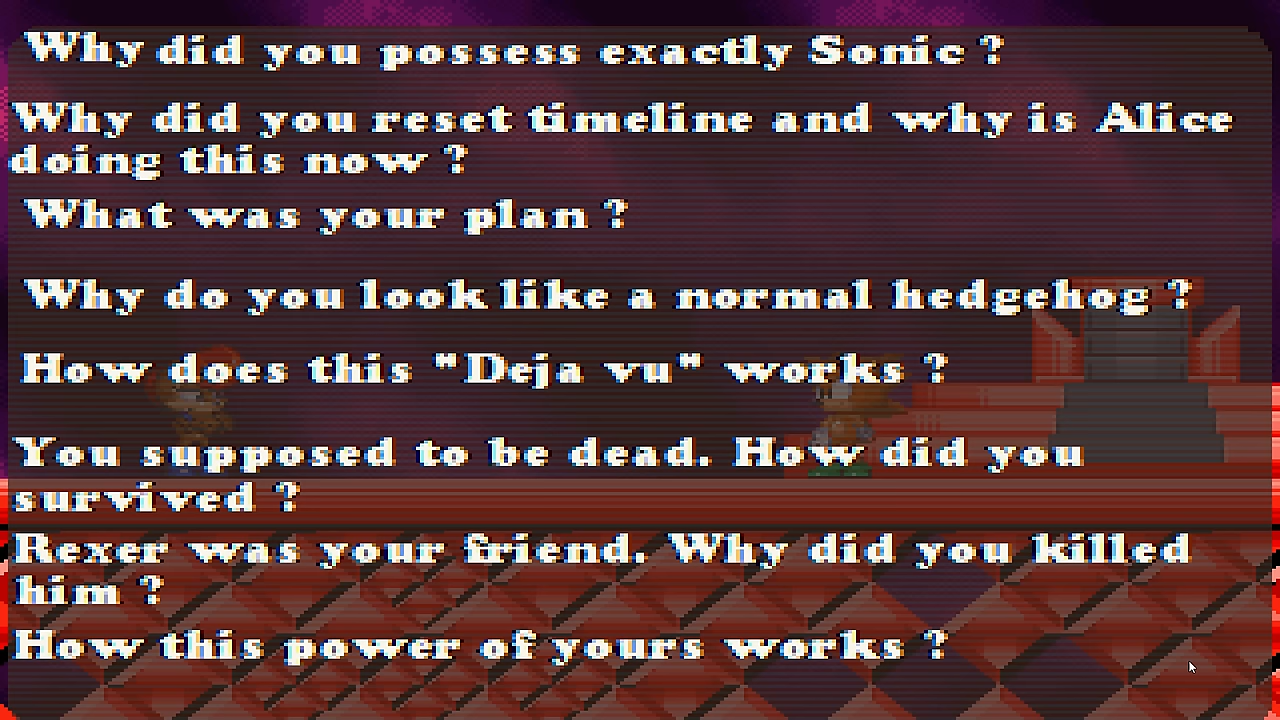 Why did you possess exactly Sonic ?
Why did you reset timeline and why is Alice
doing this now ?
What was your plan ?
Why do you look like a normal hedgehog ?
How does this "Deja vu" works ?
You supposed to be dead. How did you
survived ?
Rexer was your friend. Why did you killed
him ?
How this power of yours works ?